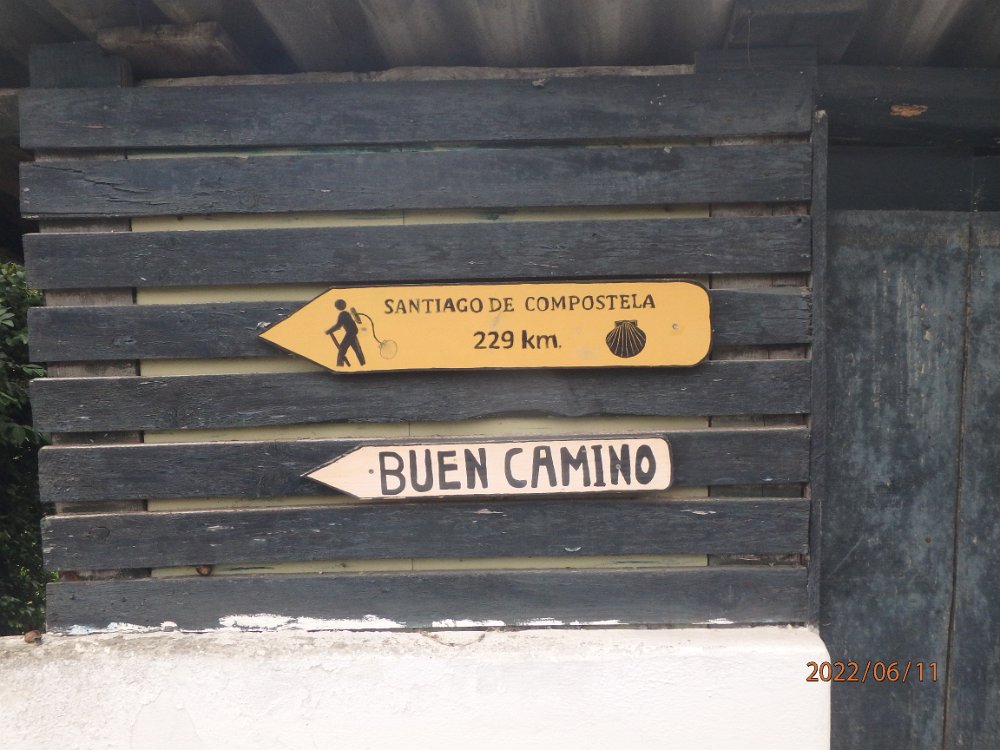 SANTIAGO DE COMPOSTELA
229 km.
BUEN CAMINO
2022/06/11